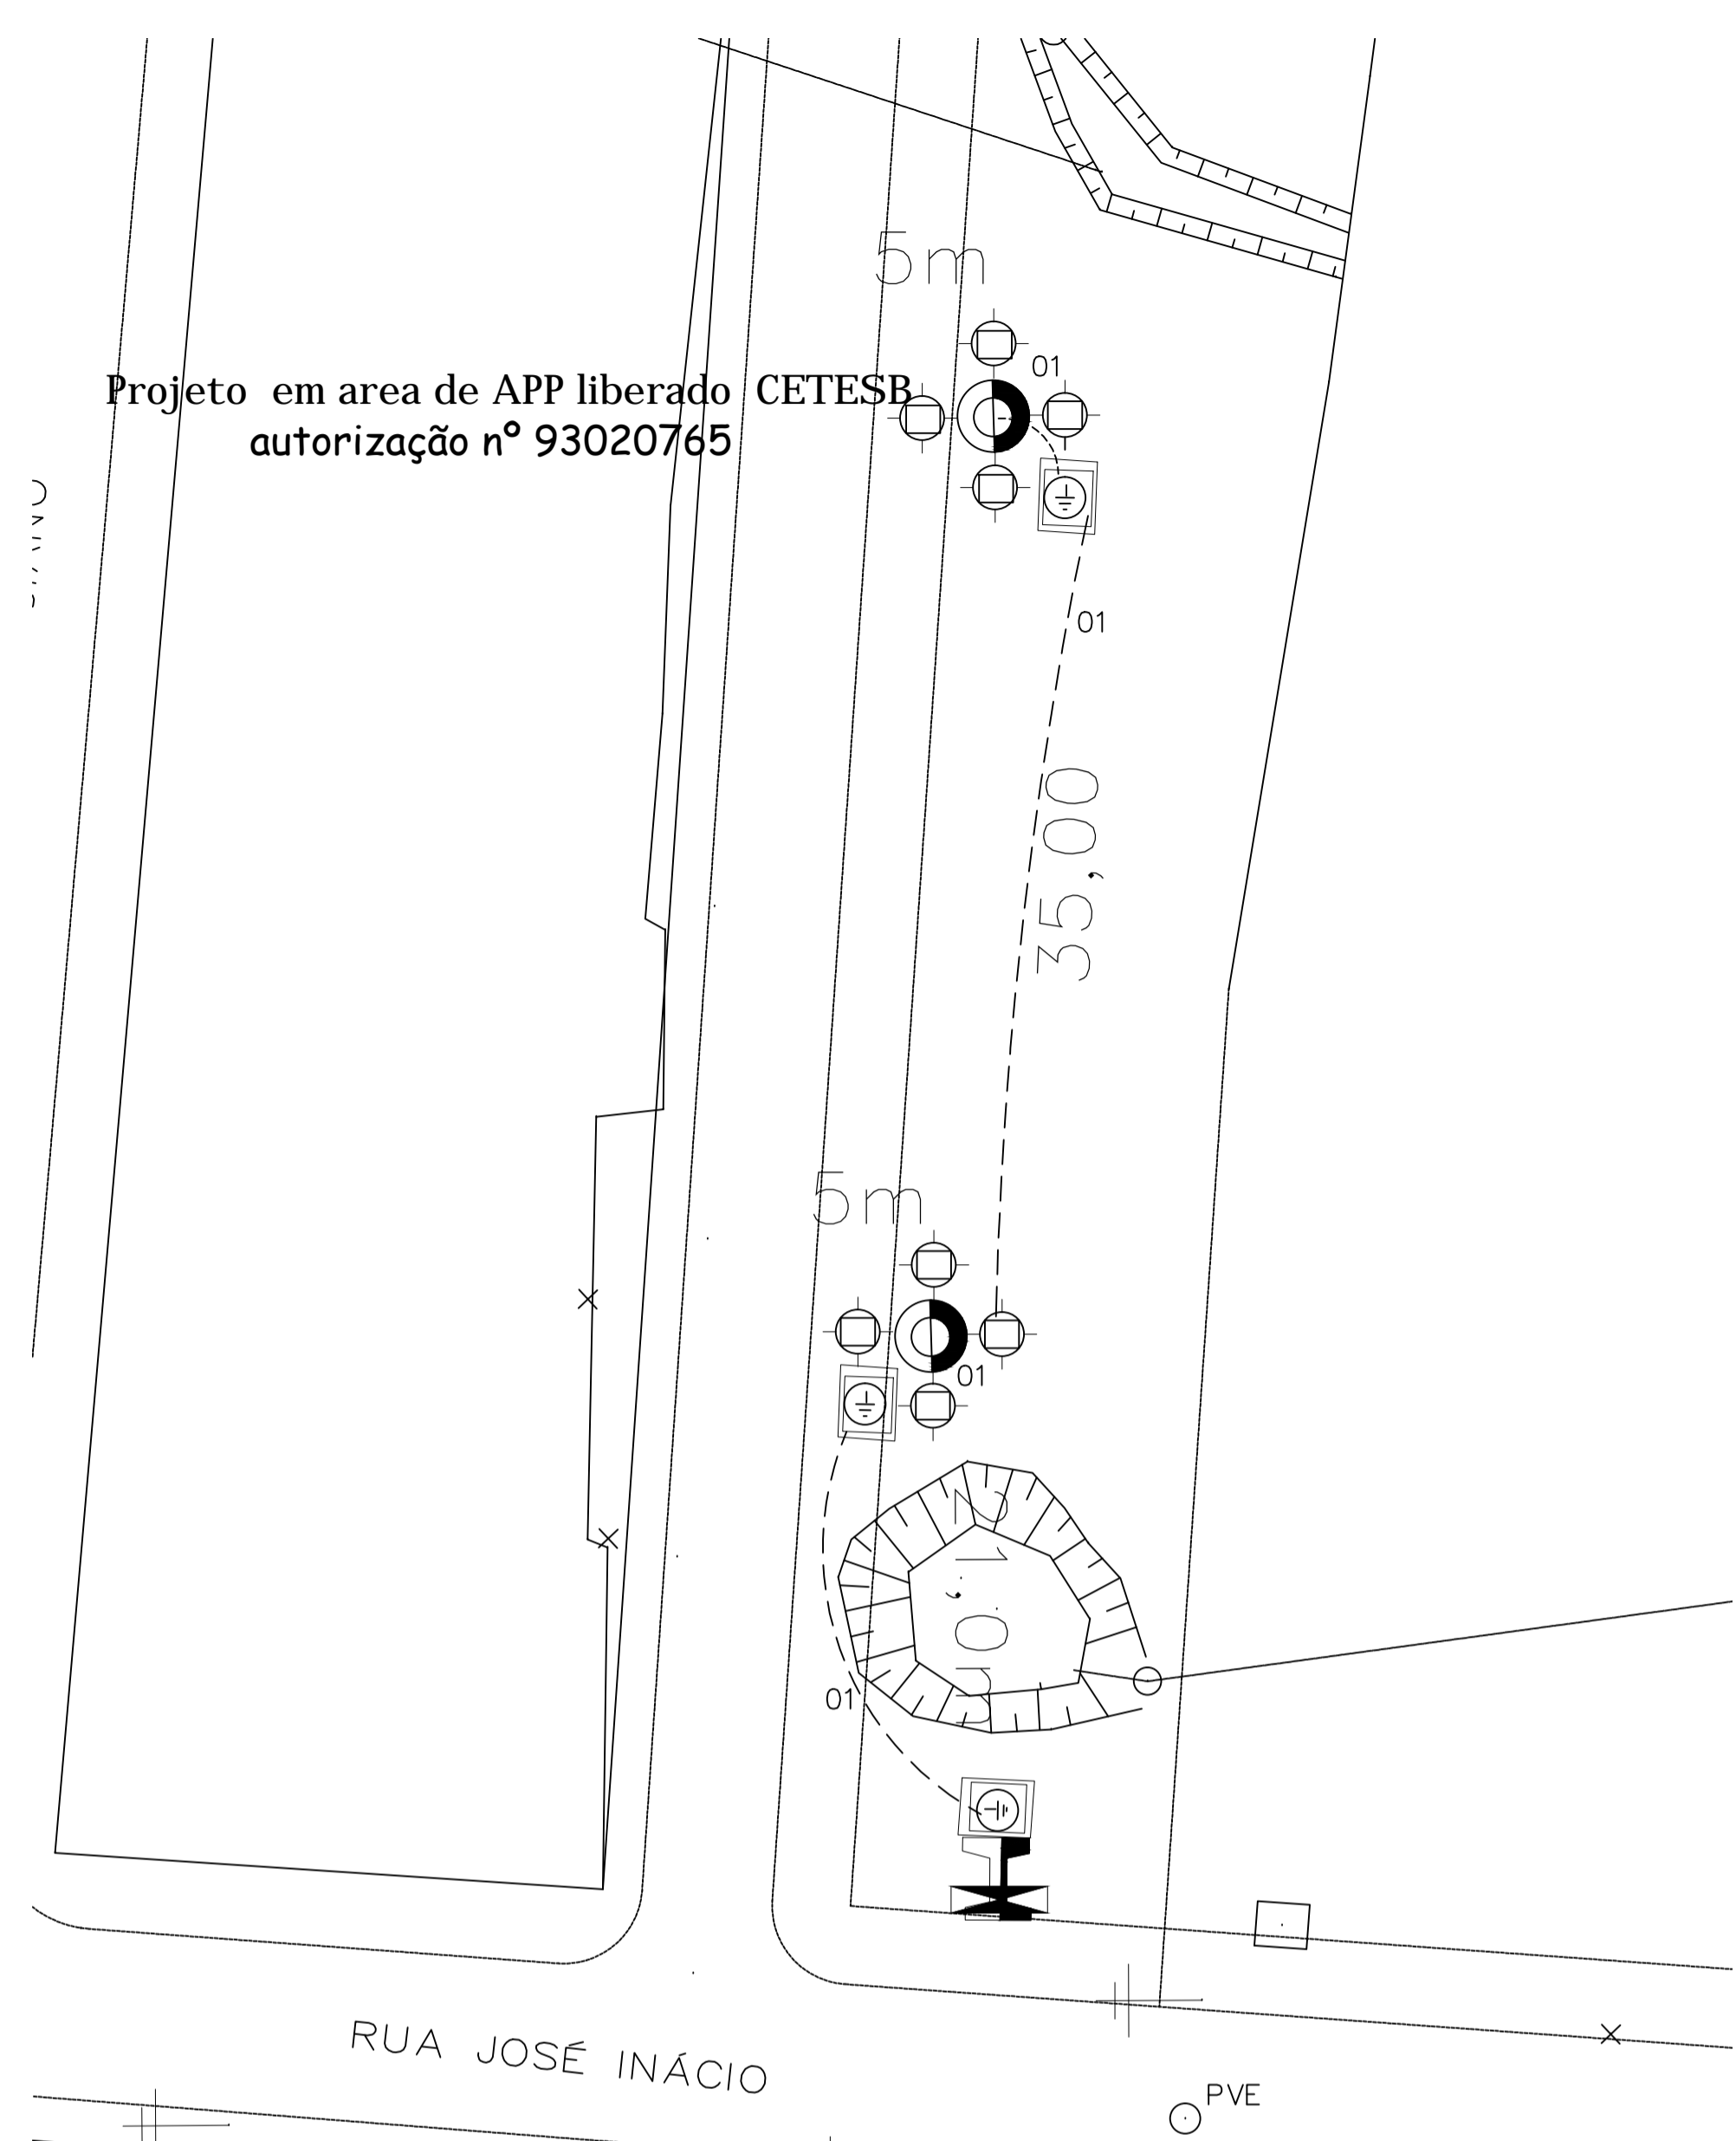 5m
01
Projeto em area de APP liberado CETESB
autorização nº 93020765
01
35,00
5m
01
01
RUA JOSÉ INÁCIO
PVE